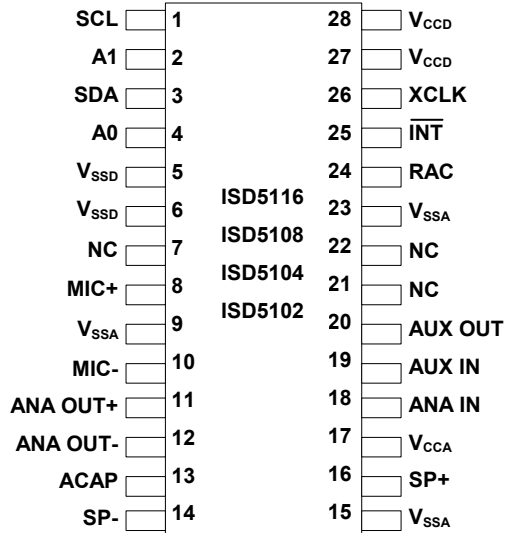 SCL 1 28 VCCD
A1 2 27 VCCD
SDA 3 26 XCLK
A0 4 25 INT
VSSD 5 24 RAC
ISD5116
VSSD 6 23 VSSA
ISD5108
NC 7 22 NC
ISD5104
MIC+ 8 21 NC
ISD5102
VSSA 9 20 AUX OUT
MIC- 10 19 AUX IN
ANA OUT+ 11 18 ANA IN
ANA OUT- 12 17 VCCA
ACAP 13 16 SP+
SP- 14 15 VSSA